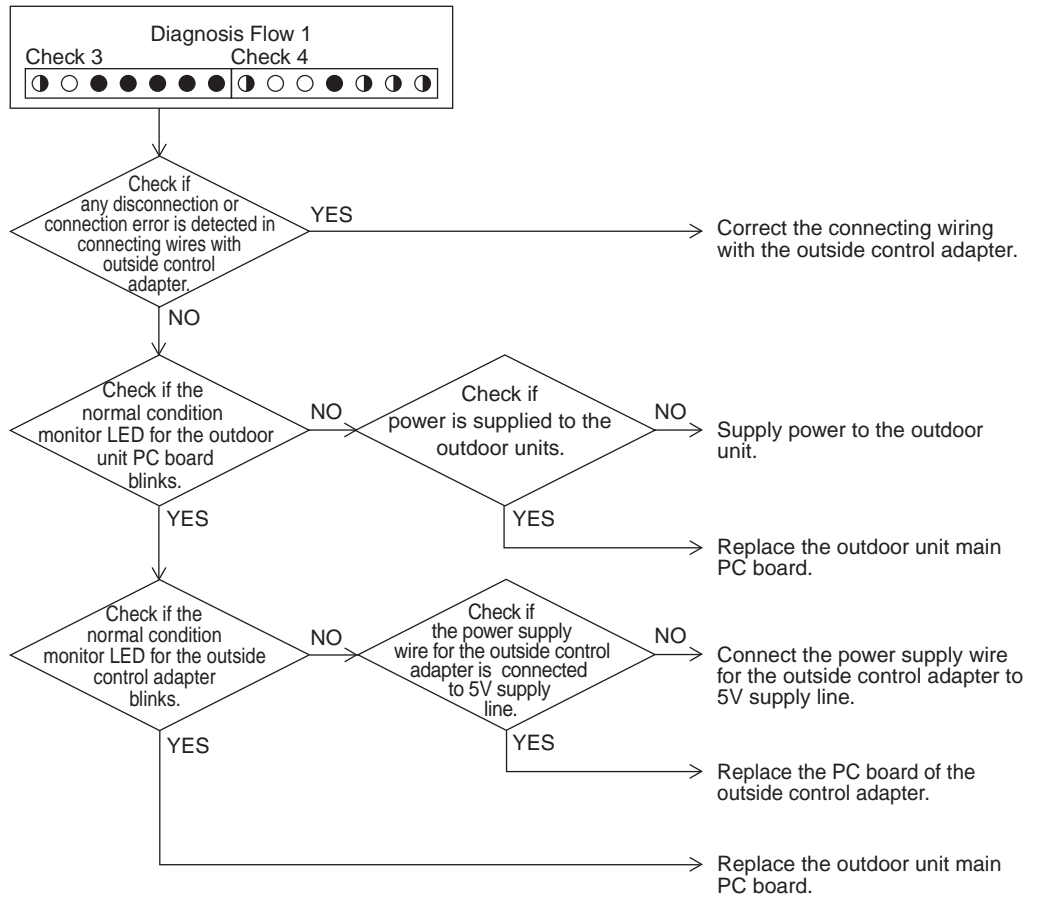 Diagnosis Flow 1
Check 3
Check 4
Check if
any disconnection or
connection error is detected in
connecting wires with
outside control
adapter.
YES
Correct the connecting wiring
with the outside control adapter.
NO
Check if the
normal condition
monitor LED for the outdoor
unit PC board
blinks.
NO
Check if
power is supplied to the
outdoor units.
NO
Supply power to the outdoor
unit.
YES
YES
Replace the outdoor unit main
PC board.
Check if the
normal condition
monitor LED for the outside
control adapter
blinks.
NO
Check if
the power supply
wire for the outside control
adapter is connected
to 5V supply
line.
NO
Connect the power supply wire
for the outside control adapter to
5V supply line.
YES
YES
Replace the PC board of the
outside control adapter.
Replace the outdoor unit main
PC board.